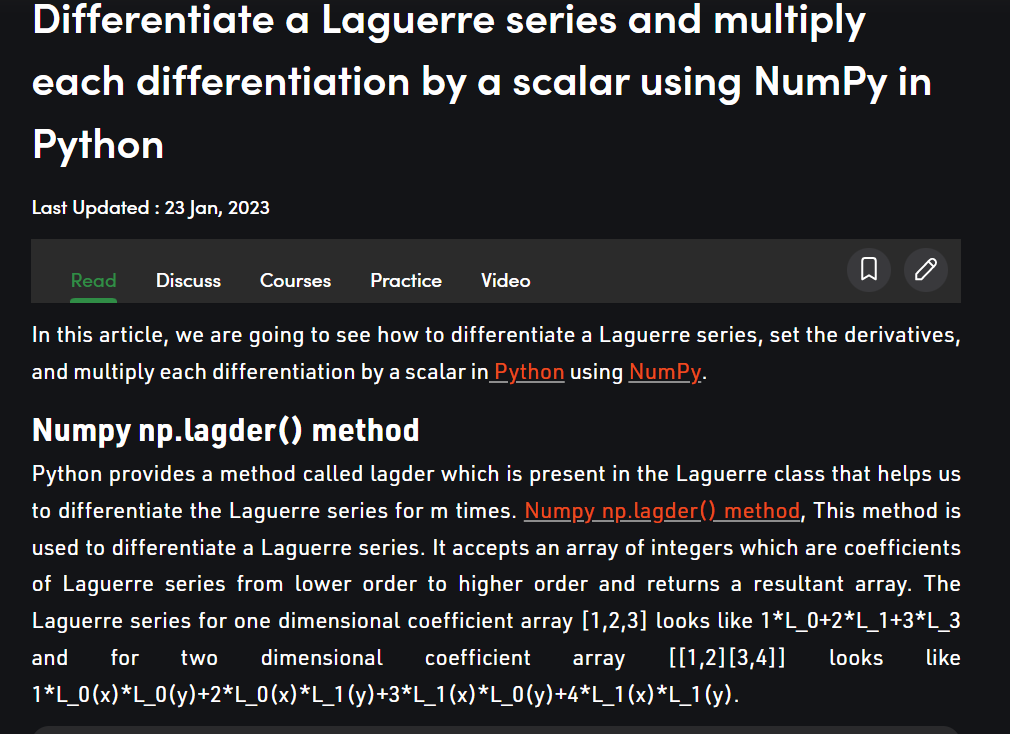 Differentiate a Laguerre series and multiply
each differentiation by a scalar using NumPy in
Python
Last Updated : 23 Jan, 2023
Read Discuss Courses Practice Video
In this article, we are going to see how to differentiate a Laguerre series, set the derivatives,
and multiply each differentiation by a scalar in Python using NumPy.
Numpy np.lagder() method
Python provides a method called lagder which is present in the Laguerre class that helps us
to differentiate the Laguerre series for m times. Numpy np.lagder() method, This method is
used to differentiate a Laguerre series. It accepts an array of integers which are coefficients
of Laguerre series from lower order to higher order and returns a resultant array. The
Laguerre series for one dimensional coefficient array [1,2,3] looks like 1*L_0+2*L_1+3*L_3
and for two dimensional coefficient array [[1,2][3,4]] looks like
1*L_0(x)*L_0(y)+2*L_0(x)*L_1(y)+3*L_1(x)*L_0(y)+4*L_1(x)*L_1(y).